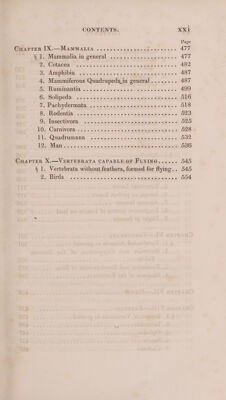 CONTENTS. xxi
Page
CHAPTER IX.—MAMMALIA ........................ 477
§ 1. Mammalia in general .................. 477
2. Cetacea ........................ 482
3. Amphibia ........................ 487
4. Mammiferous Quadrupeds, in general ....... 487
5. Ruminantia ........................ 499
6. Solipeda ........................ 516
7. Pachydermata ........................ 518
8. Rodentia ........................ 523
9. Insectivora ........................ 525
10. Carnivora ........................ 528
11. Quadrumana ........................ 532
12. Man ........................ 536
CHAPTER X.—VERTEBRATA CAPABLE OF FLYING ...... 545
§ 1. Vertebrata without feathers, formed for flying .. 545
2. Birds ........................ 554